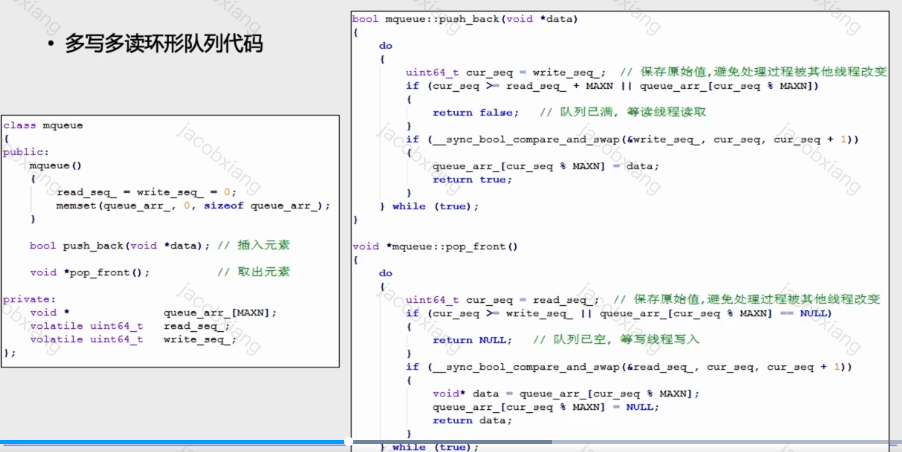 • 多写多读环形队列代码
class mqueue
{
public:
    mqueue()
    {
        read_seq_ = write_seq_ = 0;
        memset(queue_arr_, 0, sizeof queue_arr_);
    }
    bool push_back(void *data); // 插入元素
    void *pop_front();          // 取出元素
private:
    void *             queue_arr_[MAXN];
    volatile uint64_t  read_seq_;
    volatile uint64_t  write_seq_;
};
bool mqueue::push_back(void *data)
{
    do
    {
        uint64_t cur_seq = write_seq_;  // 保存原始值,避免处理过程被其他线程改变
        if (cur_seq >= read_seq_ + MAXN || queue_arr_[cur_seq % MAXN])
        {
            return false;   // 队列已满, 等读线程读取
        }
        if (__sync_bool_compare_and_swap(&write_seq_, cur_seq, cur_seq + 1))
        {
            queue_arr_[cur_seq % MAXN] = data;
            return true;
        }
    } while (true);
}
void *mqueue::pop_front()
{
    do
    {
        uint64_t cur_seq = read_seq_;  // 保存原始值,避免处理过程被其他线程改变
        if (cur_seq >= write_seq_ || queue_arr_[cur_seq % MAXN] == NULL)
        {
            return NULL;   // 队列已空, 等写线程写入
        }
        if (__sync_bool_compare_and_swap(&read_seq_, cur_seq, cur_seq + 1))
        {
            void* data = queue_arr_[cur_seq % MAXN];
            queue_arr_[cur_seq % MAXN] = NULL;
            return data;
        }
    } while (true);
jacobxiang